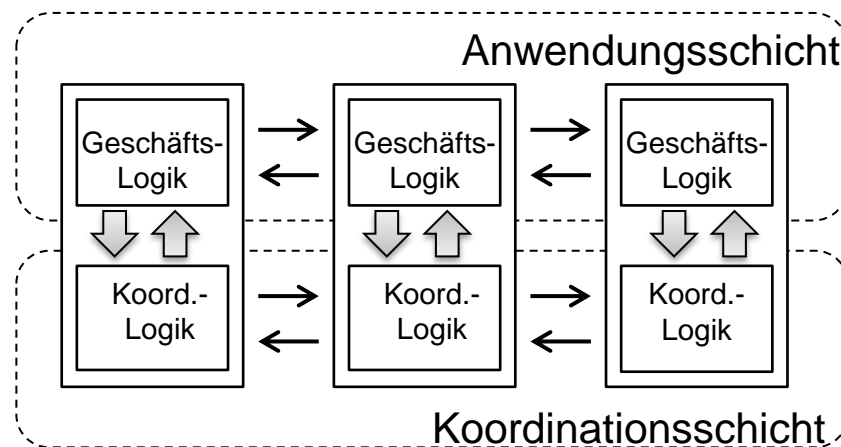 Anwendungsschicht
Geschäfts-
Logik
Geschäfts-
Logik
Geschäfts-
Logik
Koord.-
Logik
Koord.-
Logik
Koord.-
Logik
Koordinationsschicht